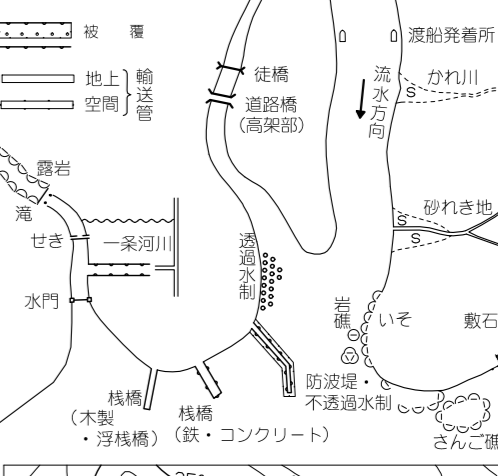 被覆
地上
空間
輸送管
徒橋
道路橋
(高架部)
渡船発着所
流水方向
かれ川
S
露岩
滝
せき
一条河川
水門
透過水制
砂れき地
S
S
岩礁
いそ
敷石
防波堤・
不透過水制
さんご礁
桟橋
(木製
・浮桟橋)
桟橋
(鉄・コンクリート)